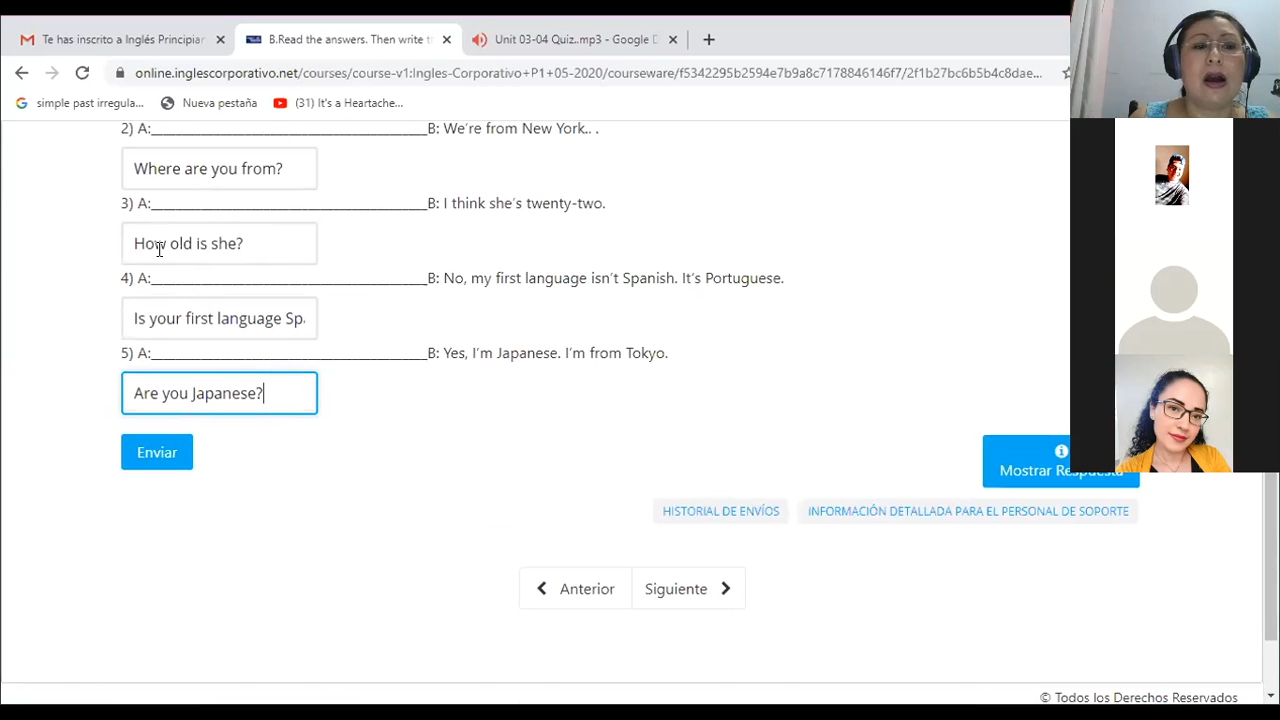 Te has inscrito a Inglés Principian
B.Read the answers. Then write t
Unit 03-04 Quiz..mp3 - Google D
online.inglescorporativo.net/courses/course-v1:Ingles-Corporativo+P1+05-2020/courseware/f5342295b2594e7b9a8c7178846146f7/2f1b27bc6b5b4c8dae...
simple past irregula...
Nueva pestaña
(31) It's a Heartache...
2) A:____________________________________________B: We're from New York.. .
Where are you from?
3) A:____________________________________________B: I think she's twenty-two.
How old is she?
4) A:____________________________________________B: No, my first language isn't Spanish. It's Portuguese.
Is your first language Sp
5) A:____________________________________________B: Yes, I'm Japanese. I'm from Tokyo.
Are you Japanese?
Enviar
Mostrar Respuesta
HISTORIAL DE ENVÍOS
INFORMACIÓN DETALLADA PARA EL PERSONAL DE SOPORTE
Anterior
Siguiente
© Todos los Derechos Reservados